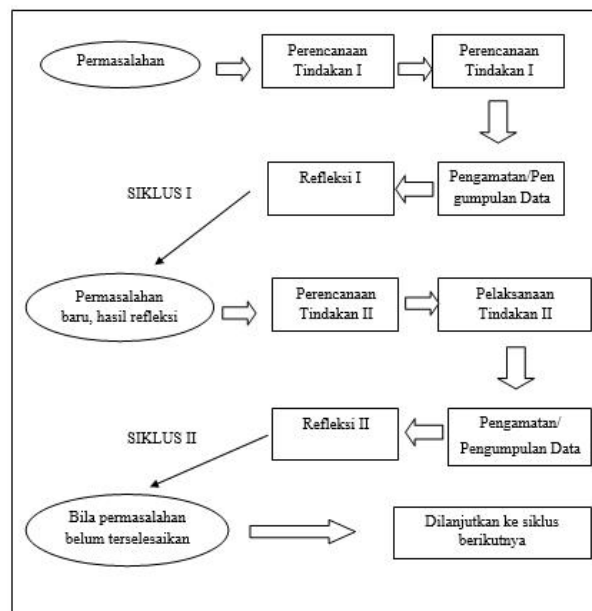 Permasalahan
Perencanaan
Tindakan I
Perencanaan
Tindakan I
SIKLUS I
Refleksi I
Pengamatan/Pen
gumpulan Data
Permasalahan
baru, hasil refleksi
Perencanaan
Tindakan II
Pelaksanaan
Tindakan II
SIKLUS II
Refleksi II
Pengamatan/
Pengumpulan Data
Bila permasalahan
belum terselesaikan
Dilanjutkan ke siklus
berikutnya